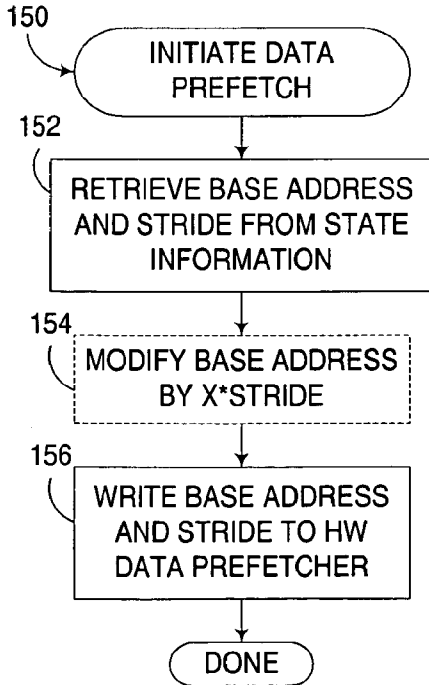 150
INITIATE DATA
PREFETCH
152
RETRIEVE BASE ADDRESS
AND STRIDE FROM STATE
INFORMATION
154
MODIFY BASE ADDRESS
BY X*STRIDE
156
WRITE BASE ADDRESS
AND STRIDE TO HW
DATA PREFETCHER
DONE